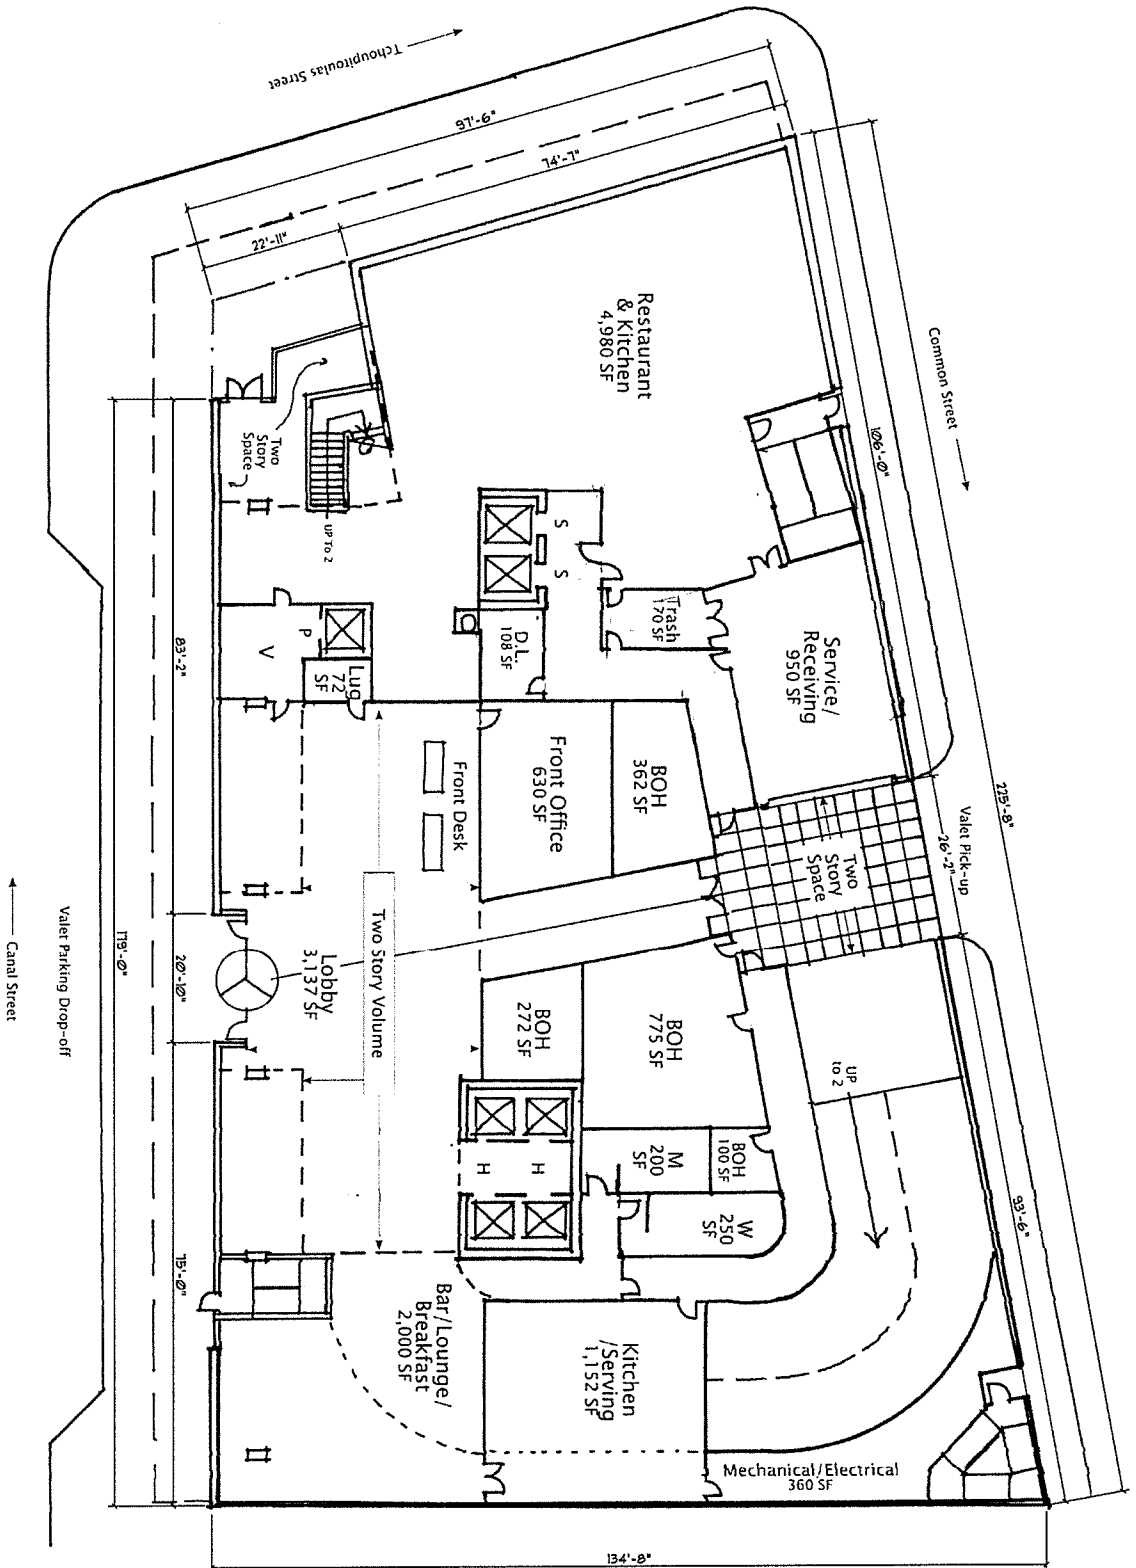 Tchoupitoulas Street
97'-6"
74'-7"
22'-11"
Common Street
106'-0"
225'-8"
Valet Pick-up
26'-2"
93'-6"
Restaurant
& Kitchen
4,980 SF
Two
Story
Space
UP To 2
S
S
Trash
170 SF
Service/
Receiving
950 SF
D.L.
108 SF
P
V
Lug
72
SF
Front Desk
Front Office
630 SF
BOH
362 SF
Two
Story
Space
Two Story Volume
Lobby
3,137 SF
BOH
272 SF
BOH
775 SF
UP
to 2
H
H
M
200
SF
BOH
100 SF
W
250
SF
Bar/Lounge/
Breakfast
2,000 SF
Kitchen
/Serving
1,152 SF
Mechanical/Electrical
360 SF
83'-2"
20'-10"
75'-0"
179'-0"
134'-8"
Valet Parking Drop-off
Canal Street